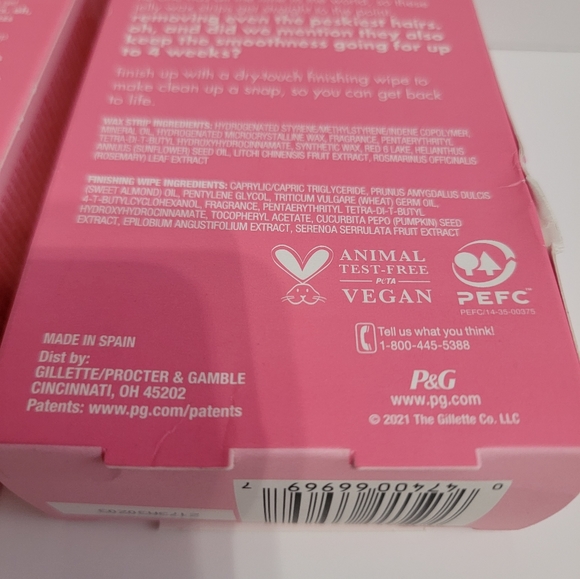 removing even the peskiest hairs,
oh, and did we mention they also
keep the smoothness going for up
to 4 weeks?
finish up with a dry-touch finishing wipe to
make clean up a snap, so you can get back
to life.
WAX STRIP INGREDIENTS: HYDROGENATED STYRENE/METHYLSTYRENE/INDENE COPOLYMER,
MINERAL OIL, HYDROGENATED MICROCRYSTALLINE WAX, FRAGRANCE, PENTAERYTHRITYL
TETRA-DI-T-BUTYL HYDROXYHYDROCINNAMATE, SYNTHETIC WAX, RED 6 LAKE, HELIANTHUS
ANNUUS (SUNFLOWER) SEED OIL, LITCHI CHINENSIS FRUIT EXTRACT, ROSMARINUS OFFICINALIS
(ROSEMARY) LEAF EXTRACT
FINISHING WIPE INGREDIENTS: CAPRYLIC/CAPRIC TRIGLYCERIDE, PRUNUS AMYGDALUS DULCIS
(SWEET ALMOND) OIL, PENTYLENE GLYCOL, TRITICUM VULGARE (WHEAT) GERM OIL,
4-T-BUTYLCYCLOHEXANOL, FRAGRANCE, PENTAERYTHRITYL TETRA-DI-T-BUTYL
HYDROXYHYDROCINNAMATE, TOCOPHERYL ACETATE, CUCURBITA PEPO (PUMPKIN) SEED
EXTRACT, EPILOBIUM ANGUSTIFOLIUM EXTRACT, SERENOA SERRULATA FRUIT EXTRACT
ANIMAL
TEST-FREE
PETA
VEGAN
PEFC™
PEFC/14-35-00375
Tell us what you think!
1-800-445-5388
MADE IN SPAIN
Dist by:
GILLETTE/PROCTER & GAMBLE
CINCINNATI, OH 45202
Patents: www.pg.com/patents
P&G
www.pg.com
© 2021 The Gillette Co. LLC
0 47400 66969 7